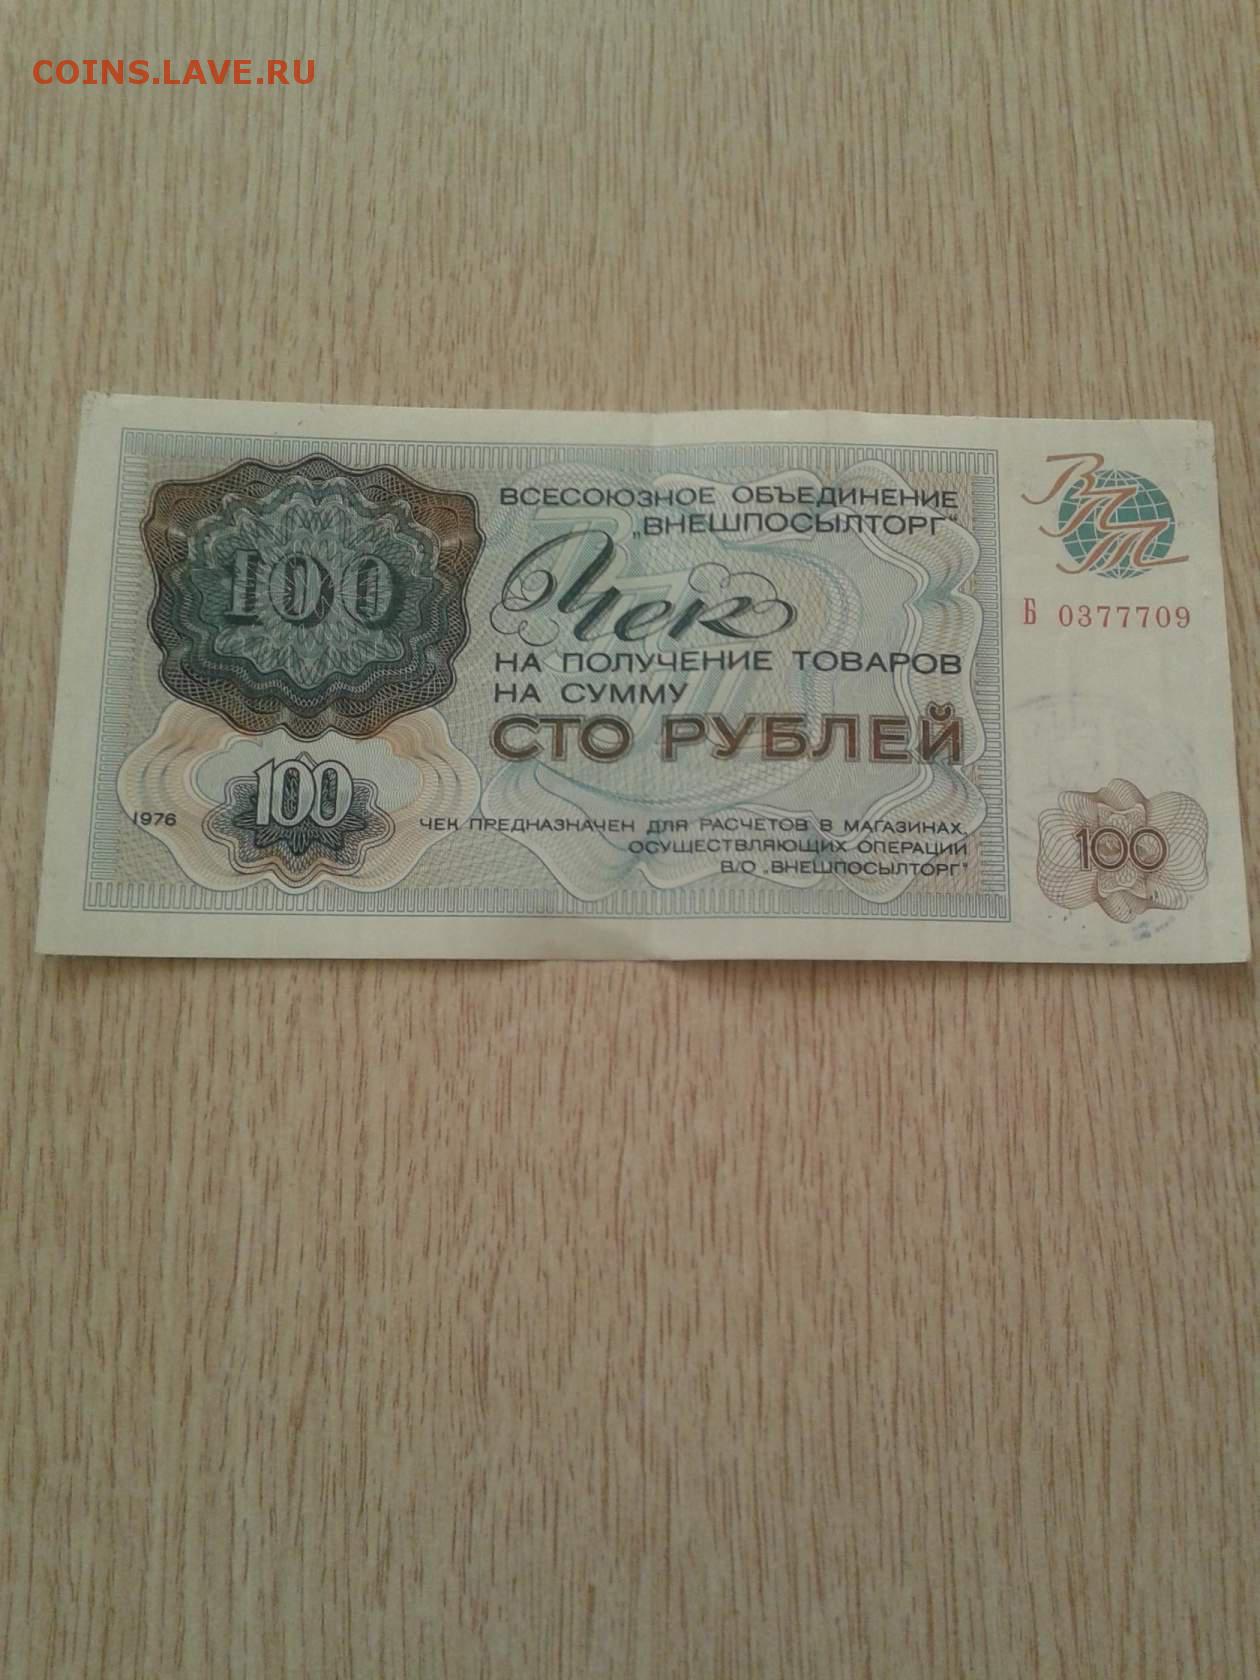 COINS.LAVE.RU
ВСЕСОЮЗНОЕ ОБЪЕДИНЕНИЕ
„ВНЕШПОСЫЛТОРГ"
ВПТ
100
Чек
Б 0377709
НА ПОЛУЧЕНИЕ ТОВАРОВ
НА СУММУ
СТО РУБЛЕЙ
100
1976
ЧЕК ПРЕДНАЗНАЧЕН ДЛЯ РАСЧЕТОВ В МАГАЗИНАХ,
ОСУЩЕСТВЛЯЮЩИХ ОПЕРАЦИИ
В/О „ВНЕШПОСЫЛТОРГ"
100